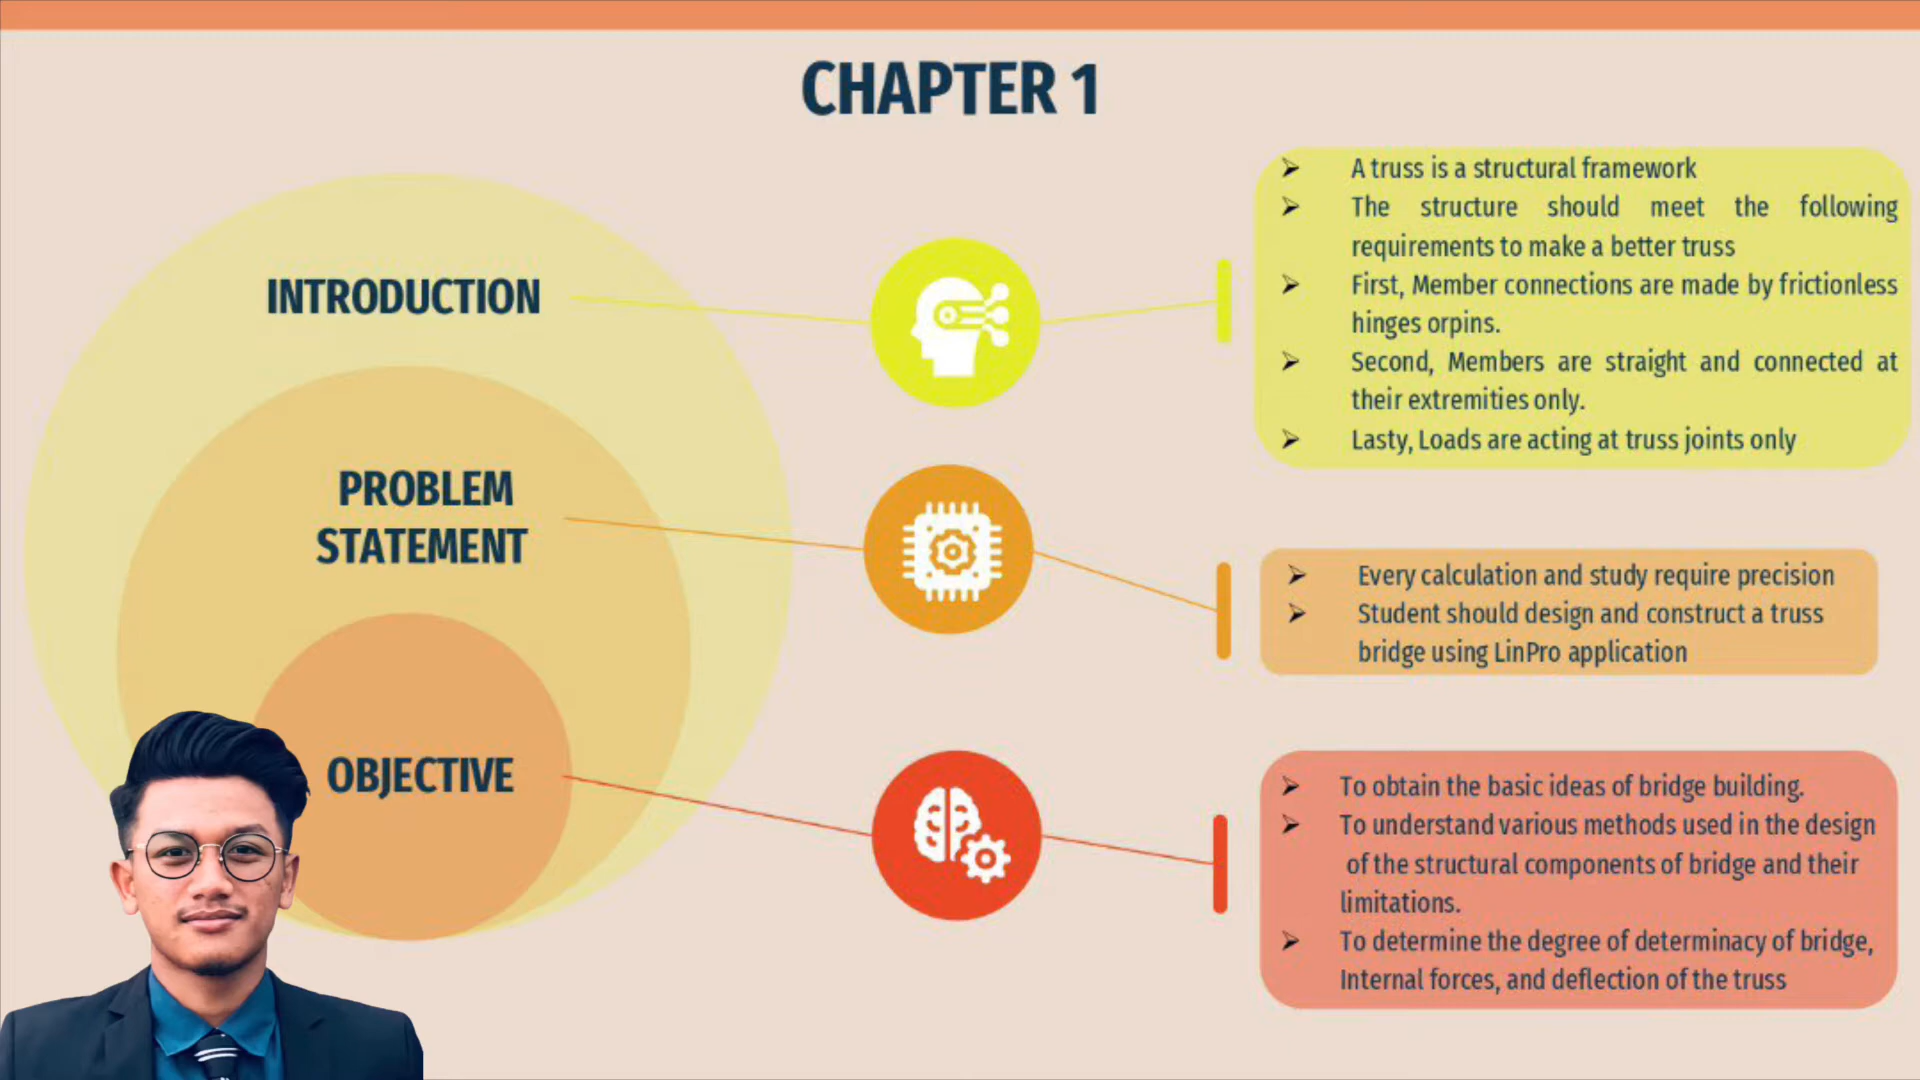 CHAPTER 1
INTRODUCTION
➢ A truss is a structural framework
➢ The structure should meet the following
requirements to make a better truss
➢ First, Member connections are made by frictionless
hinges orpins.
➢ Second, Members are straight and connected at
their extremities only.
➢ Lasty, Loads are acting at truss joints only
PROBLEM
STATEMENT
➢ Every calculation and study require precision
➢ Student should design and construct a truss
bridge using LinPro application
OBJECTIVE
➢ To obtain the basic ideas of bridge building.
➢ To understand various methods used in the design
of the structural components of bridge and their
limitations.
➢ To determine the degree of determinacy of bridge,
Internal forces, and deflection of the truss